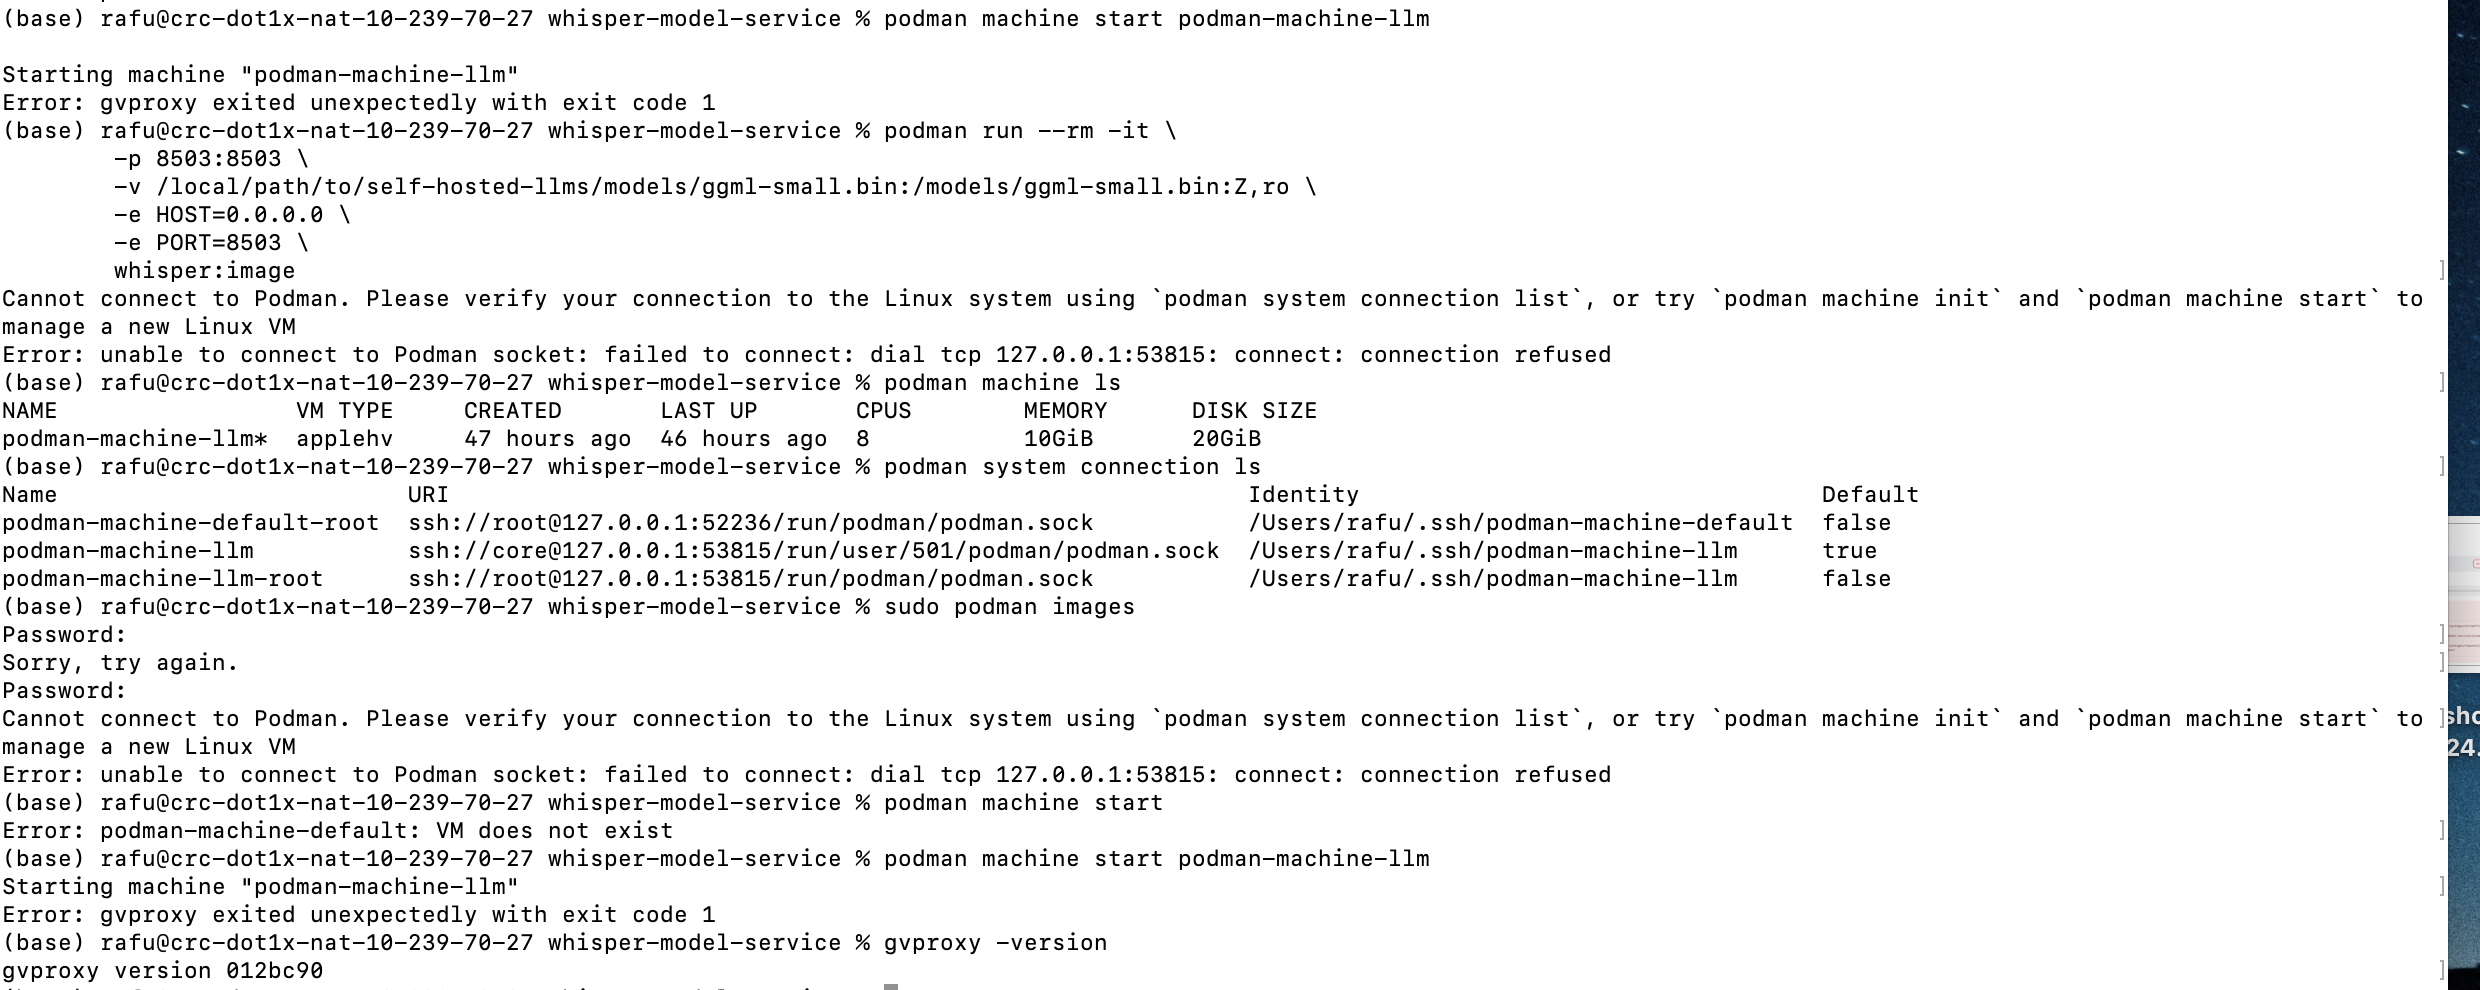 (base) rafu@crc-dot1x-nat-10-239-70-27 whisper-model-service % podman machine start podman-machine-llm
Starting machine "podman-machine-llm"
Error: gvproxy exited unexpectedly with exit code 1
(base) rafu@crc-dot1x-nat-10-239-70-27 whisper-model-service % podman run --rm -it \
        -p 8503:8503 \
        -v /local/path/to/self-hosted-llms/models/ggml-small.bin:/models/ggml-small.bin:Z,ro \
        -e HOST=0.0.0.0 \
        -e PORT=8503 \
        whisper:image
Cannot connect to Podman. Please verify your connection to the Linux system using `podman system connection list`, or try `podman machine init` and `podman machine start` to
manage a new Linux VM
Error: unable to connect to Podman socket: failed to connect: dial tcp 127.0.0.1:53815: connect: connection refused
(base) rafu@crc-dot1x-nat-10-239-70-27 whisper-model-service % podman machine ls
NAME                 VM TYPE     CREATED       LAST UP       CPUS        MEMORY      DISK SIZE
podman-machine-llm*  applehv     47 hours ago  46 hours ago  8           10GiB       20GiB
(base) rafu@crc-dot1x-nat-10-239-70-27 whisper-model-service % podman system connection ls
Name                         URI                                                         Identity                                 Default
podman-machine-default-root  ssh://root@127.0.0.1:52236/run/podman/podman.sock           /Users/rafu/.ssh/podman-machine-default  false
podman-machine-llm           ssh://core@127.0.0.1:53815/run/user/501/podman/podman.sock  /Users/rafu/.ssh/podman-machine-llm      true
podman-machine-llm-root      ssh://root@127.0.0.1:53815/run/podman/podman.sock           /Users/rafu/.ssh/podman-machine-llm      false
(base) rafu@crc-dot1x-nat-10-239-70-27 whisper-model-service % sudo podman images
Password:
Sorry, try again.
Password:
Cannot connect to Podman. Please verify your connection to the Linux system using `podman system connection list`, or try `podman machine init` and `podman machine start` to
manage a new Linux VM
Error: unable to connect to Podman socket: failed to connect: dial tcp 127.0.0.1:53815: connect: connection refused
(base) rafu@crc-dot1x-nat-10-239-70-27 whisper-model-service % podman machine start
Error: podman-machine-default: VM does not exist
(base) rafu@crc-dot1x-nat-10-239-70-27 whisper-model-service % podman machine start podman-machine-llm
Starting machine "podman-machine-llm"
Error: gvproxy exited unexpectedly with exit code 1
(base) rafu@crc-dot1x-nat-10-239-70-27 whisper-model-service % gvproxy -version
gvproxy version 012bc90